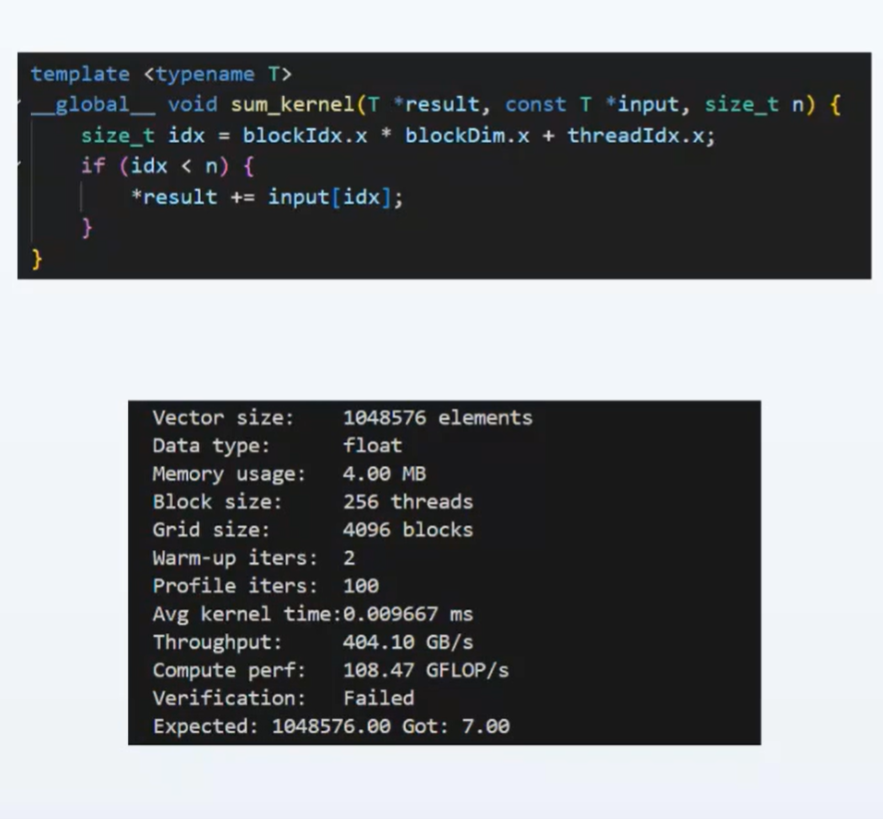 template <typename T>
__global__ void sum_kernel(T *result, const T *input, size_t n) {
    size_t idx = blockIdx.x * blockDim.x + threadIdx.x;
    if (idx < n) {
        *result += input[idx];
    }
}
Vector size:    1048576 elements
Data type:      float
Memory usage:   4.00 MB
Block size:     256 threads
Grid size:      4096 blocks
Warm-up iters:  2
Profile iters:  100
Avg kernel time:0.009667 ms
Throughput:     404.10 GB/s
Compute perf:   108.47 GFLOP/s
Verification:   Failed
Expected: 1048576.00 Got: 7.00